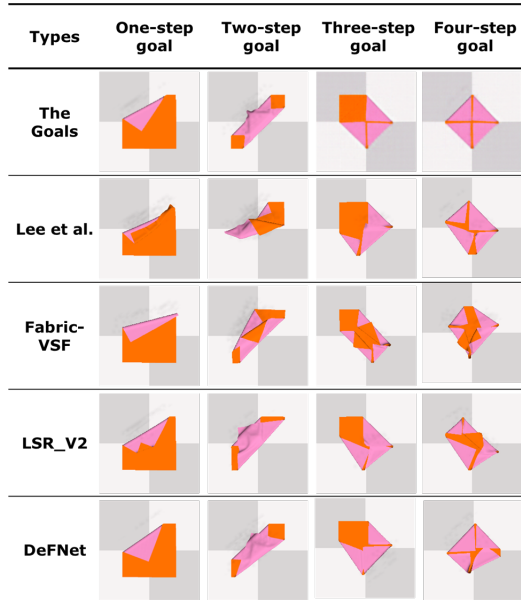 Types
One-step
goal
Two-step
goal
Three-step
goal
Four-step
goal
The
Goals
Lee et al.
Fabric-
VSF
LSR_V2
DeFNet